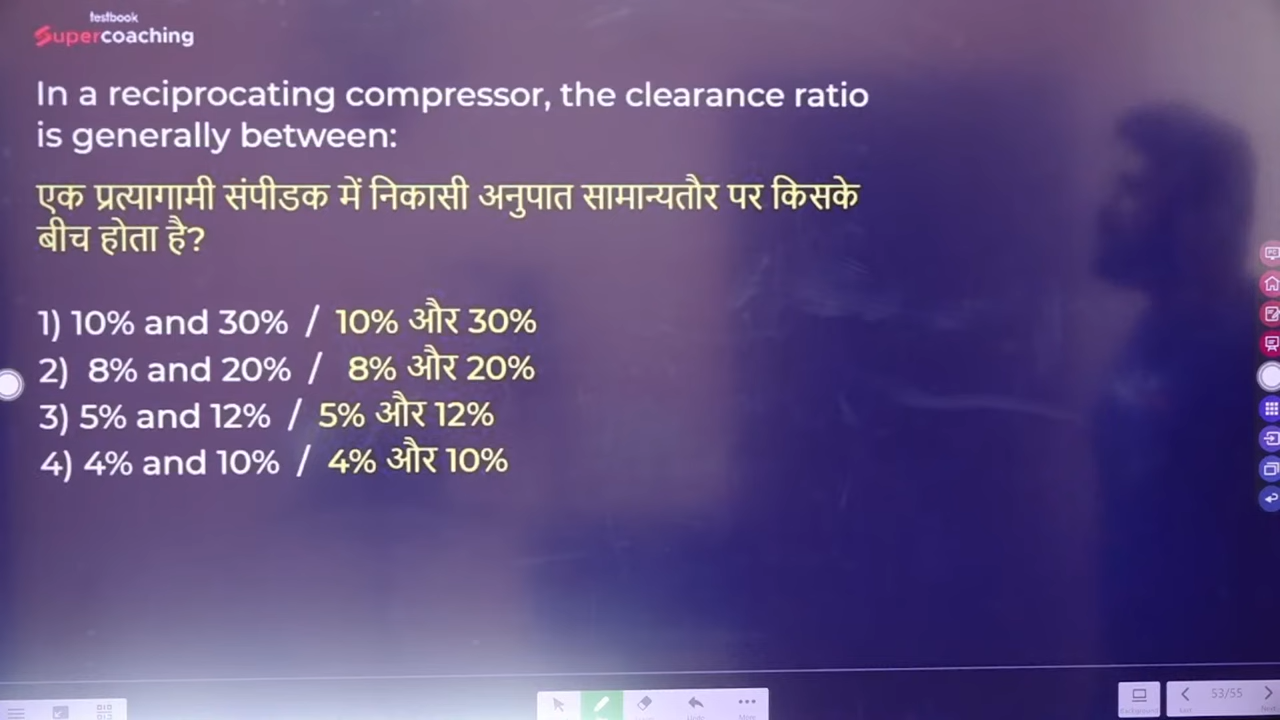 testbook
Supercoaching
In a reciprocating compressor, the clearance ratio
is generally between:
एक प्रत्यागामी संपीडक में निकासी अनुपात सामान्यतौर पर किसके
बीच होता है?
1) 10% and 30% / 10% और 30%
2) 8% and 20% / 8% और 20%
3) 5% and 12% / 5% और 12%
4) 4% and 10% / 4% और 10%
53/55